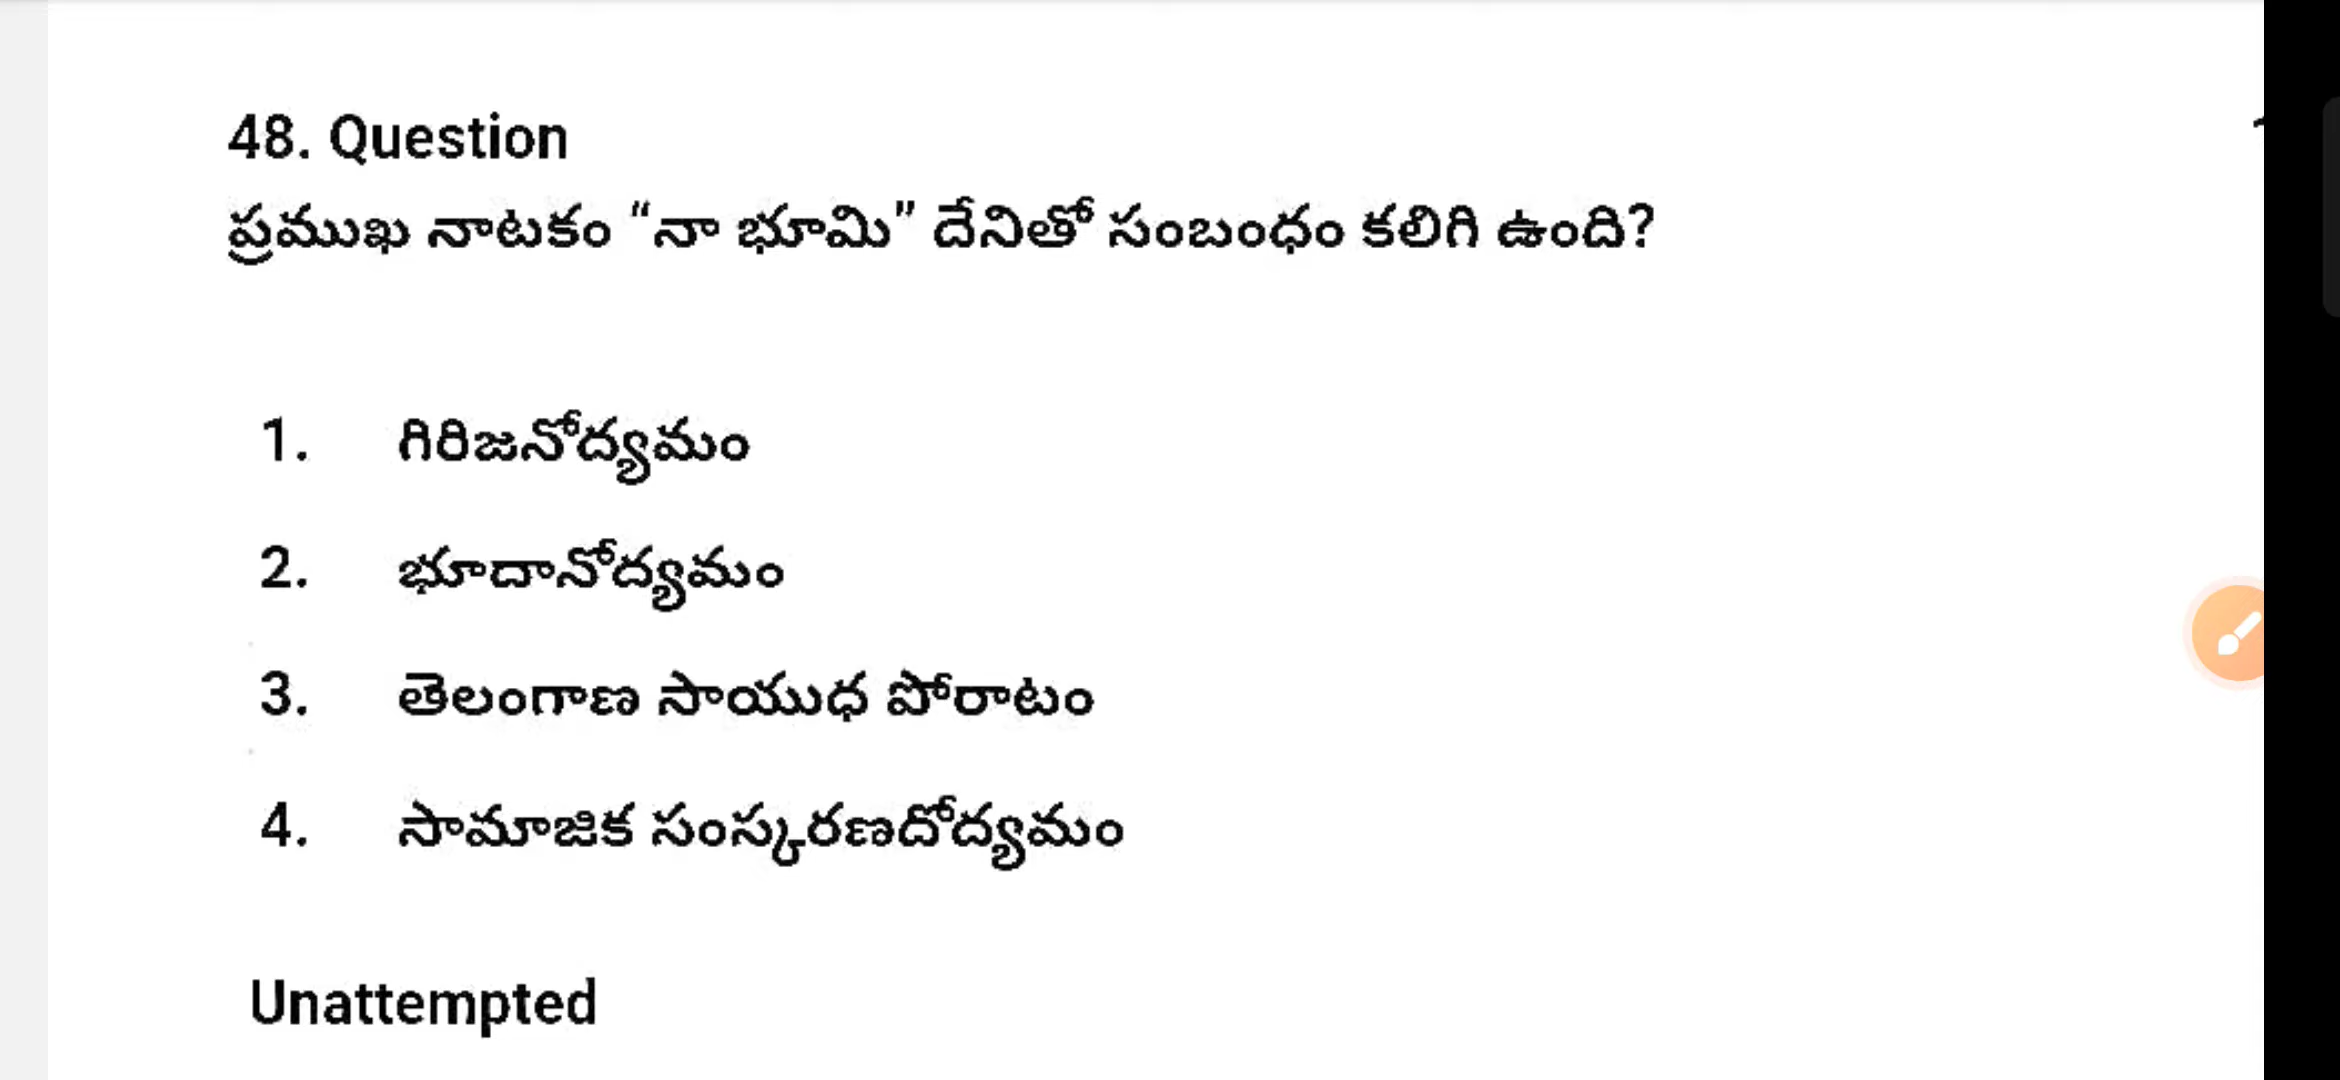 48. Question
ప్రముఖ నాటకం “నా భూమి” దేనితో సంబంధం కలిగి ఉంది?
1. గిరిజనోద్యమం
2. భూదానోద్యమం
3. తెలంగాణ సాయుధ పోరాటం
4. సామాజిక సంస్కరణదోద్యమం
Unattempted